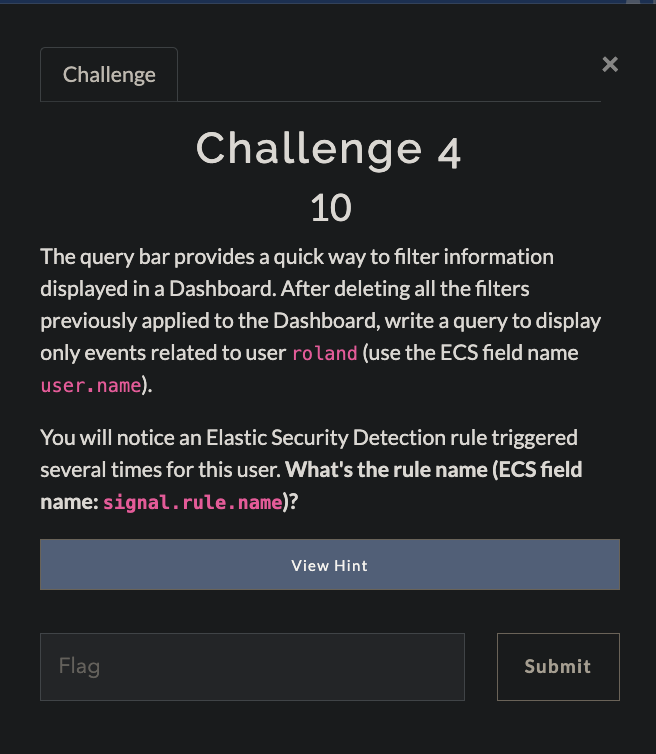 Challenge
×
Challenge 4
10
The query bar provides a quick way to filter information
displayed in a Dashboard. After deleting all the filters
previously applied to the Dashboard, write a query to display
only events related to user roland (use the ECS field name
user.name).
You will notice an Elastic Security Detection rule triggered
several times for this user. What's the rule name (ECS field
name: signal.rule.name)?
View Hint
Flag
Submit